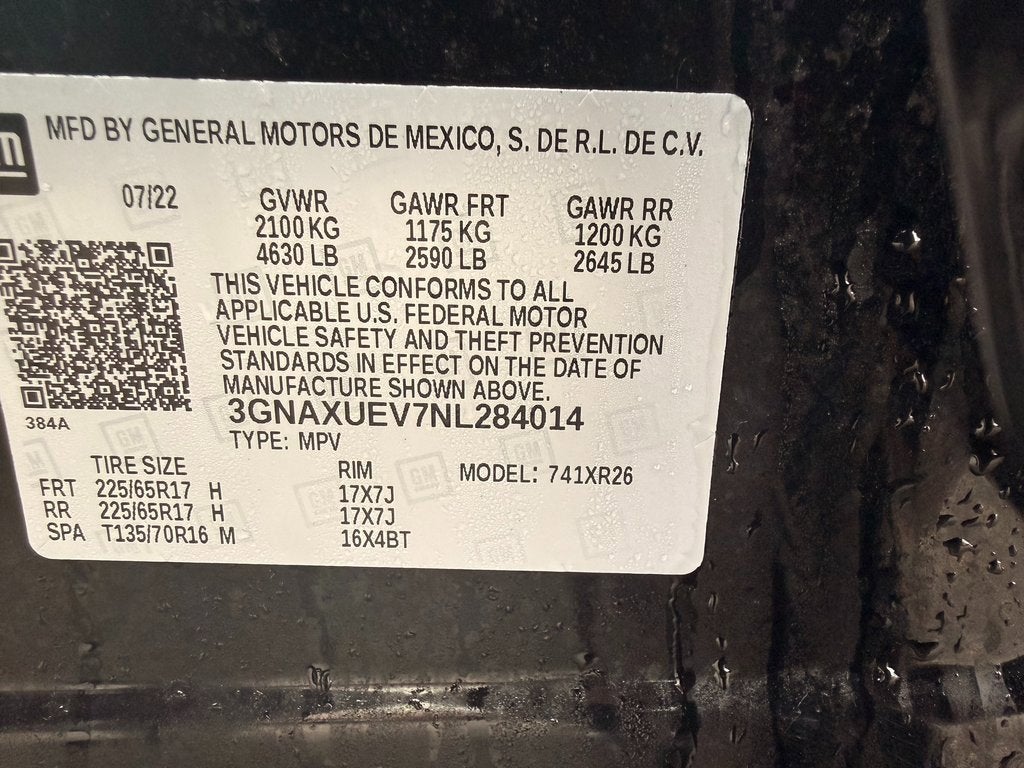 MFD BY GENERAL MOTORS DE MEXICO, S. DE R.L. DE C.V.
07/22 GVWR GAWR FRT GAWR RR
2100 KG 1175 KG 1200 KG
4630 LB 2590 LB 2645 LB
THIS VEHICLE CONFORMS TO ALL
APPLICABLE U.S. FEDERAL MOTOR
VEHICLE SAFETY AND THEFT PREVENTION
STANDARDS IN EFFECT ON THE DATE OF
MANUFACTURE SHOWN ABOVE.
3GNAXUEV7NL284014
384A
TYPE: MPV
TIRE SIZE RIM MODEL: 741XR26
FRT 225/65R17 H 17X7J
RR 225/65R17 H 17X7J
SPA T135/70R16 M 16X4BT